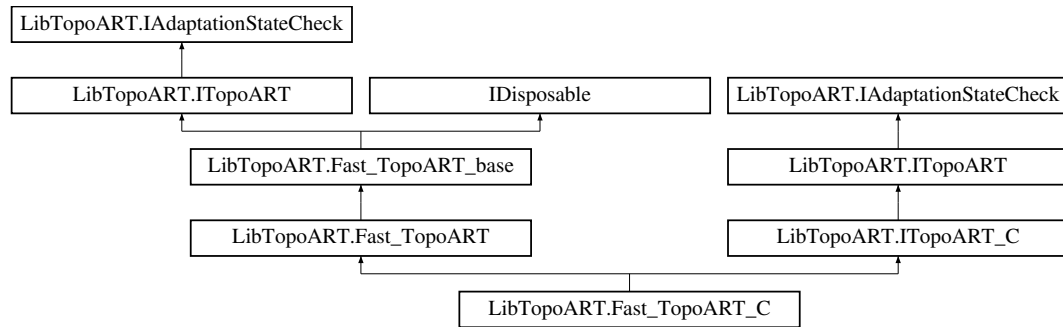 LibTopoART.IAdaptationStateCheck
LibTopoART.ITopoART
IDisposable
LibTopoART.IAdaptationStateCheck
LibTopoART.Fast_TopoART_base
LibTopoART.ITopoART
LibTopoART.Fast_TopoART
LibTopoART.ITopoART_C
LibTopoART.Fast_TopoART_C